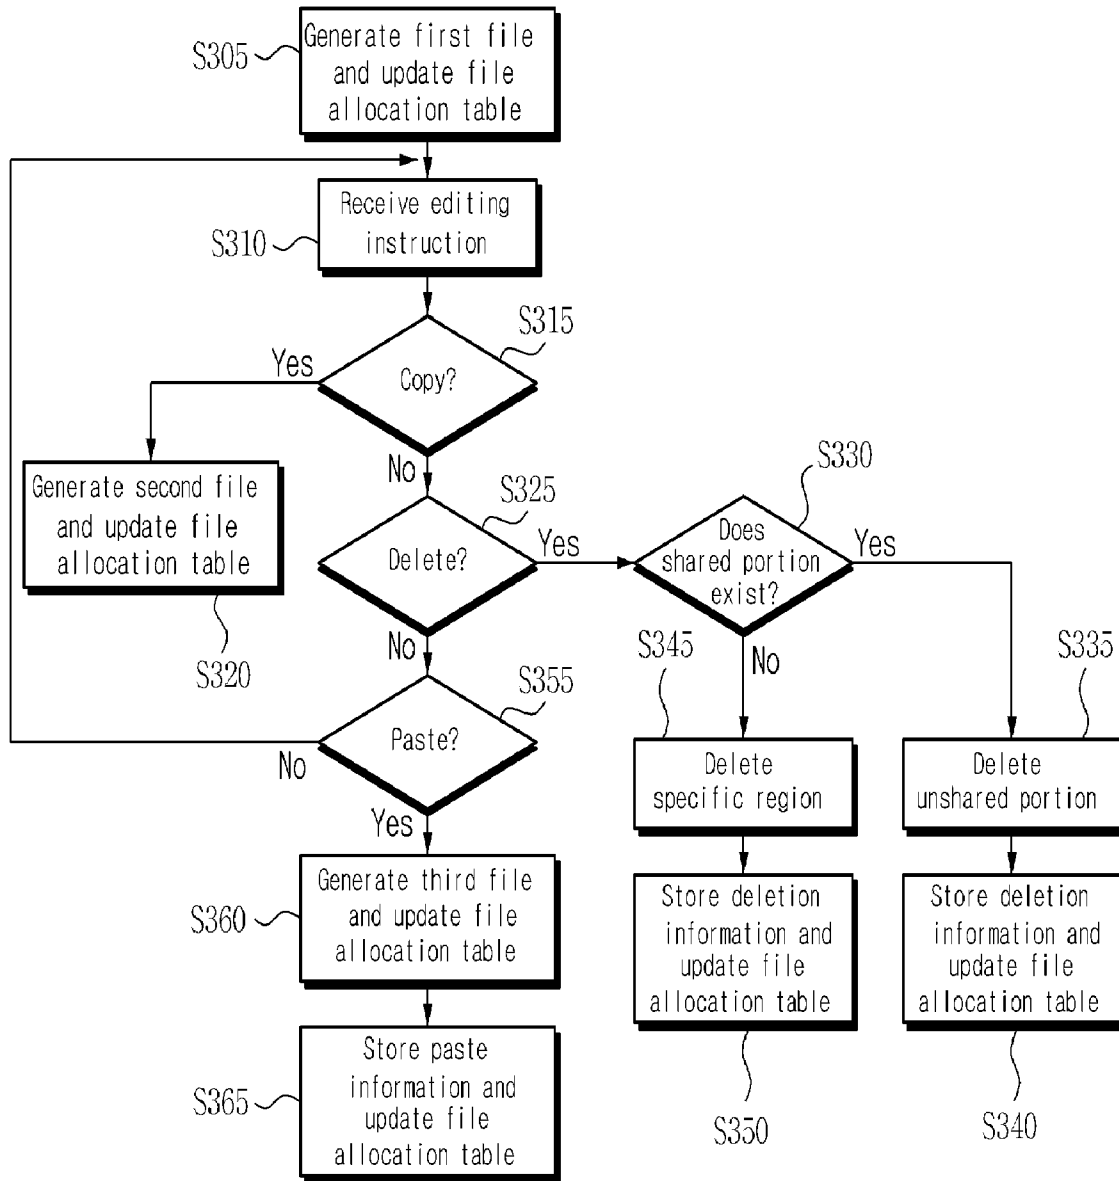 S305
Generate first file
and update file
allocation table
S310
Receive editing
instruction
S315
Yes
Copy?
No
S320
Generate second file
and update file
allocation table
S325
Delete?
Yes
No
S330
Does
shared portion
exist?
Yes
No
S345
Delete
specific region
S335
Delete
unshared portion
S355
Paste?
No
Yes
S360
Generate third file
and update file
allocation table
S350
Store deletion
information and
update file
allocation table
S340
Store deletion
information and
update file
allocation table
S365
Store paste
information and
update file
allocation table